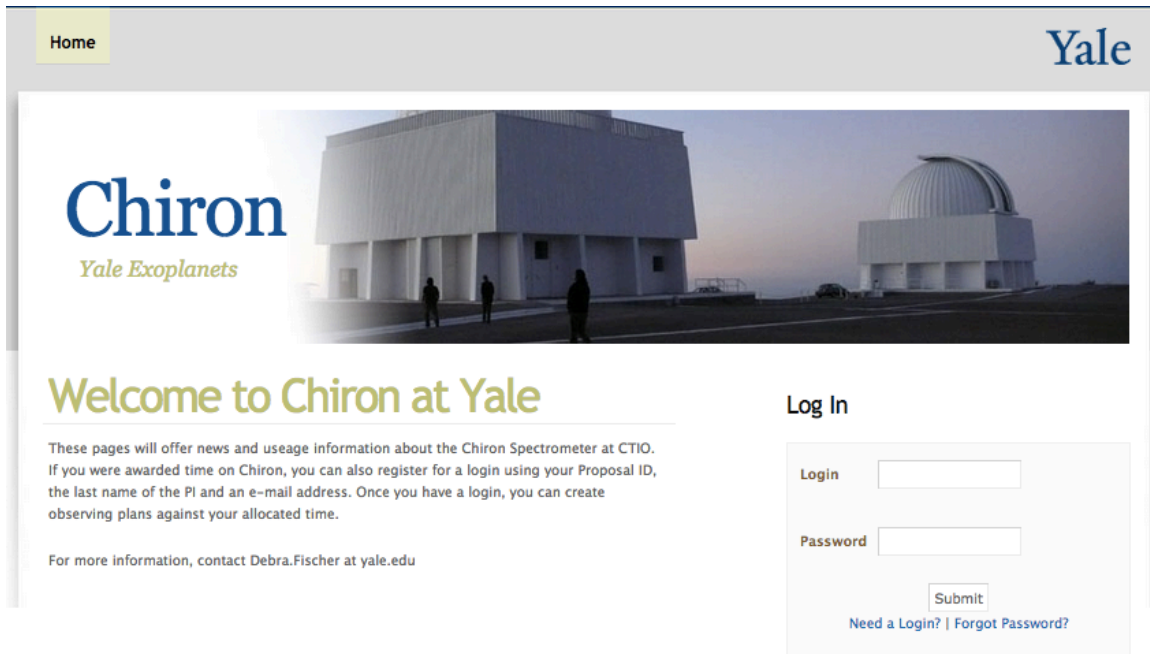 Home
Yale
Chiron
Yale Exoplanets
Welcome to Chiron at Yale
These pages will offer news and useage information about the Chiron Spectrometer at CTIO.
If you were awarded time on Chiron, you can also register for a login using your Proposal ID,
the last name of the PI and an e-mail address. Once you have a login, you can create
observing plans against your allocated time.
For more information, contact Debra.Fischer at yale.edu
Log In
Login
Password
Submit
Need a Login? | Forgot Password?